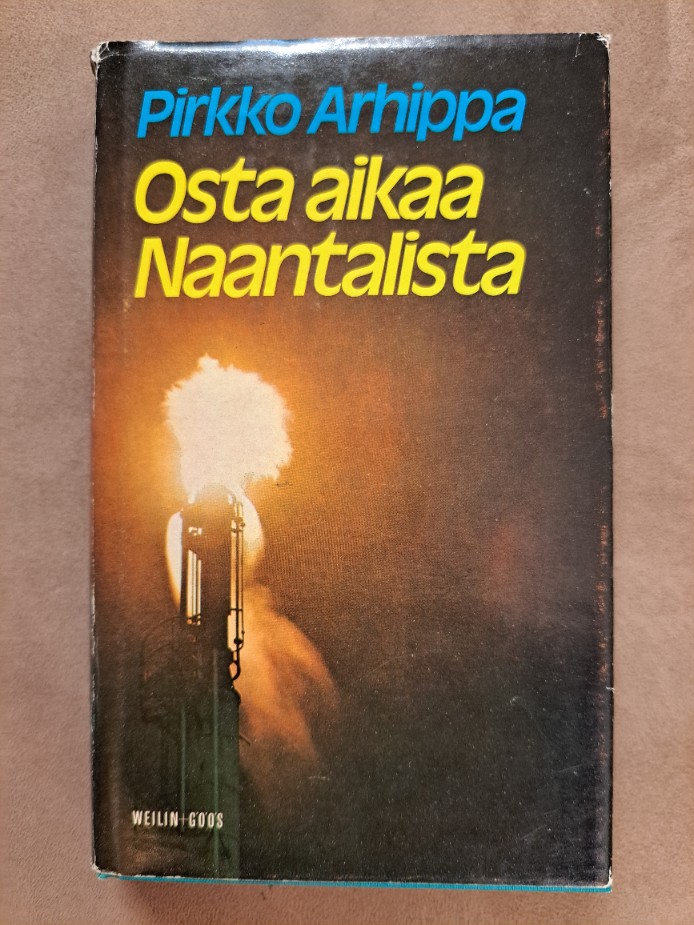 Pirkko Arhippa
Osta aikaa
Naantalista
WEILIN+GÖÖS